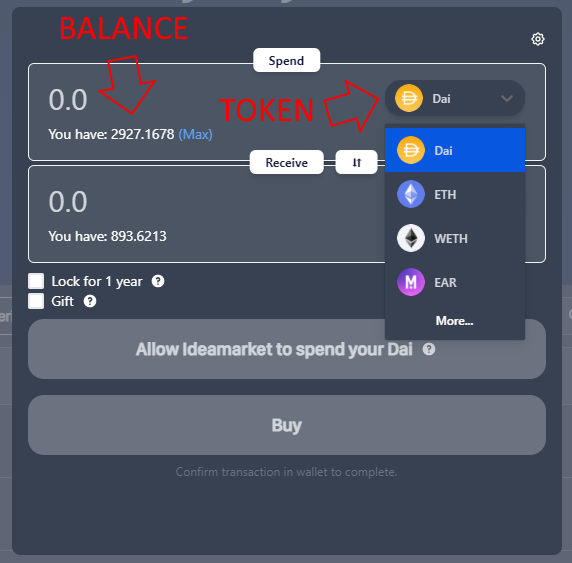 BALANCE
Spend
0.0
Dai
TOKEN
You have: 2927.1678 (Max)
Dai
Receive
0.0
ETH
You have: 893.6213
WETH
Lock for 1 year ?
EAR
Gift ?
More...
Allow Ideamarket to spend your Dai ?
Buy
Confirm transaction in wallet to complete.